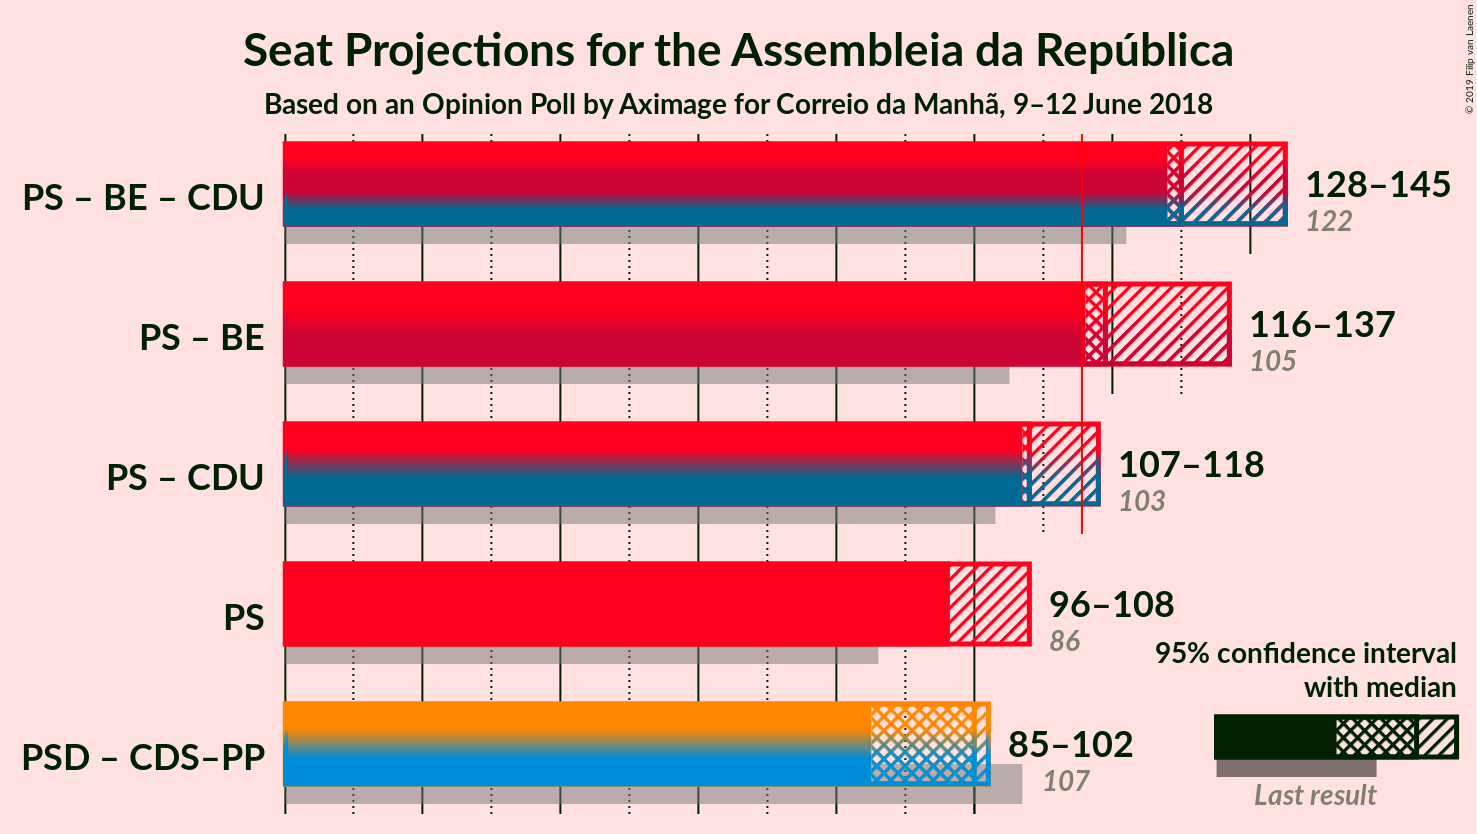 Seat Projections for the Assembleia da República
Based on an Opinion Poll by Aximage for Correio da Manhã, 9–12 June 2018
© 2019 Filip van Laenen
PS – BE – CDU
128–145
122
PS – BE
116–137
105
PS – CDU
107–118
103
PS
96–108
86
PSD – CDS–PP
85–102
107
95% confidence interval
with median
Last result